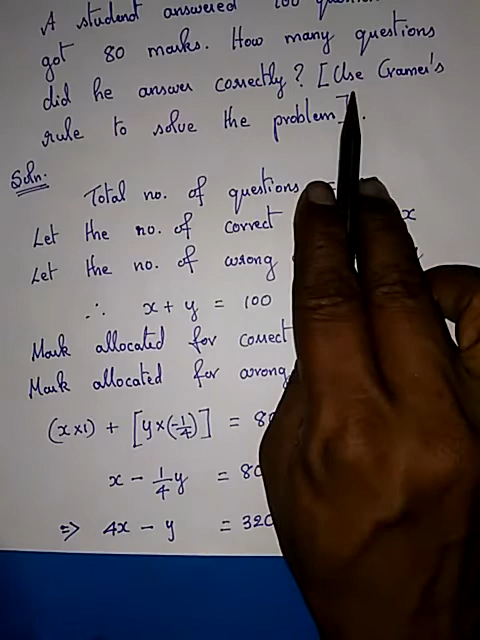 A student answered 100
got 80 marks. How many questions
did he answer correctly? [Use Cramer's
rule to solve the problem].
Soln.
Total no. of questions =
Let the no. of correct x
Let the no. of wrong
∴ x + y = 100
Mark allocated for correct
Mark allocated for wrong
(x×1) + [y×(-1/4)] = 80
x - 1/4 y = 80
⇒ 4x - y = 320